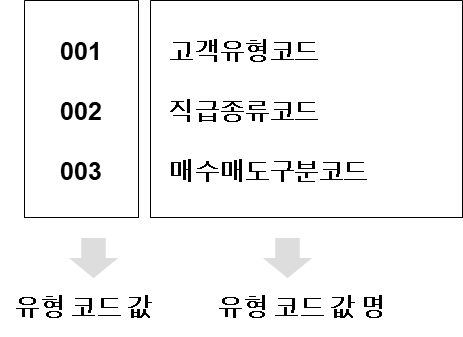 001 고객유형코드
002 직급종류코드
003 매수매도구분코드
유형 코드 값 유형 코드 값 명